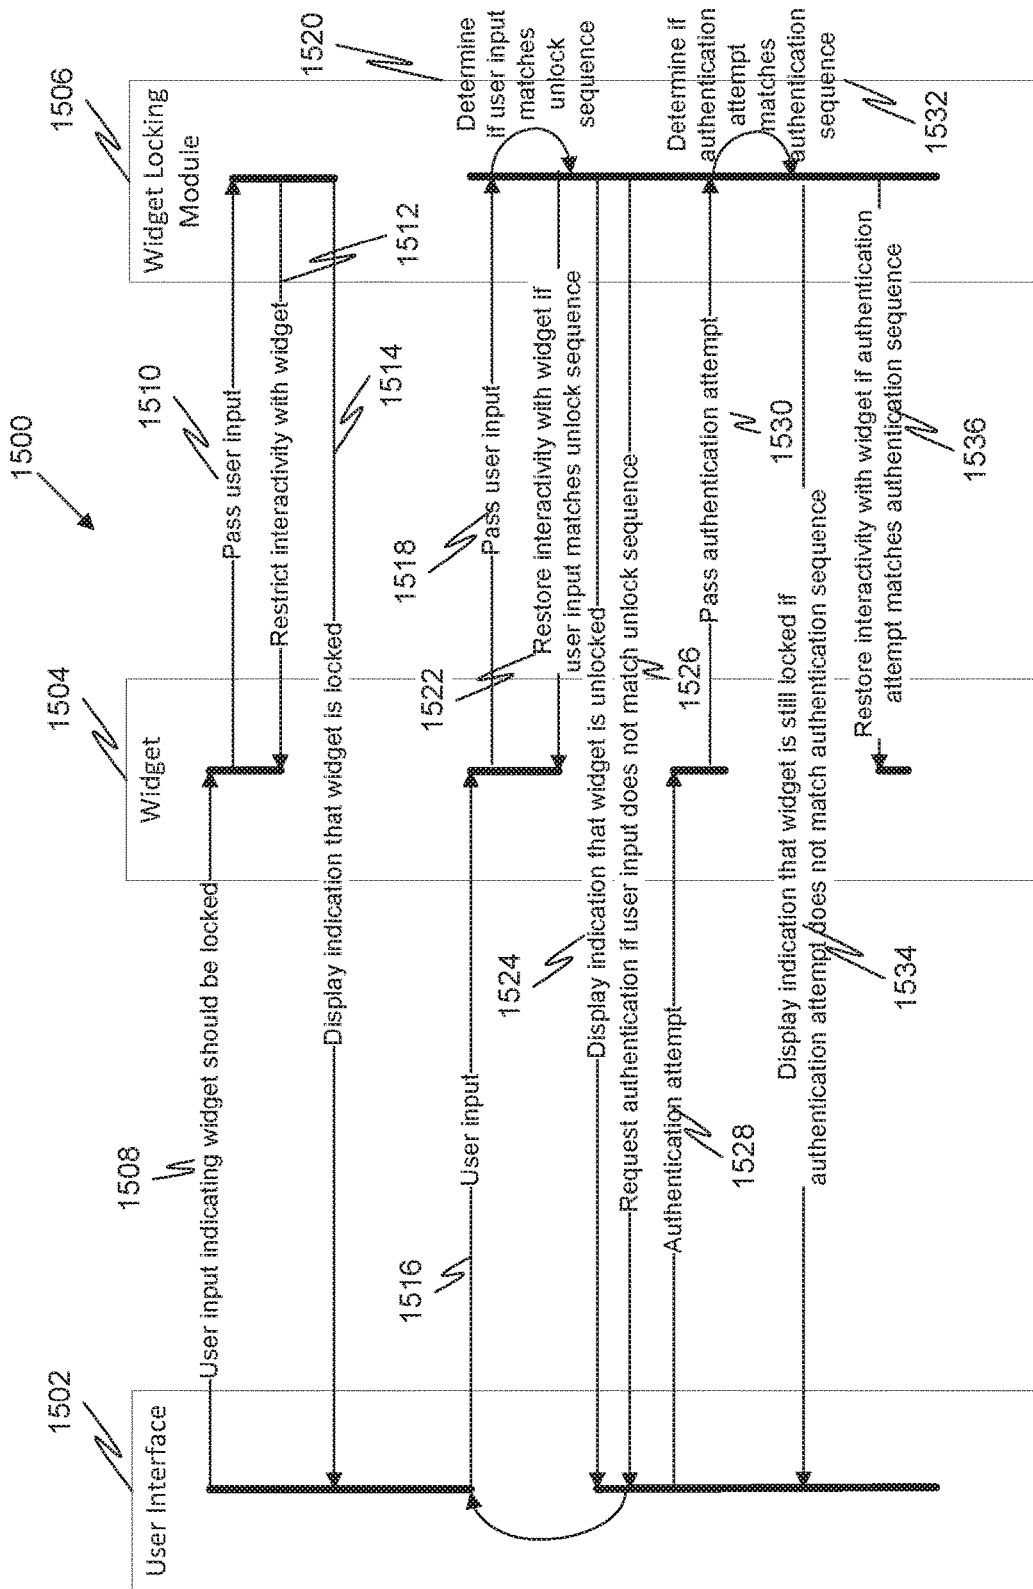 1500
1502
User Interface
1504
Widget
1506
Widget Locking
Module
1508
User input indicating widget should be locked
1510
Pass user input
Restrict interactivity with widget
1512
Display indication that widget is locked
1514
1516
User input
1518
Pass user input
1520
Determine
if user input
matches
unlock
sequence
1522
Restore interactivity with widget if
user input matches unlock sequence
1524
Display indication that widget is unlocked
Request authentication if user input does not match unlock sequence
1526
Authentication attempt
1528
Pass authentication attempt
1530
Determine if
authentication
attempt
matches
authentication
sequence
1532
Display indication that widget is still locked if
authentication attempt does not match authentication sequence
1534
Restore interactivity with widget if authentication
attempt matches authentication sequence
1536